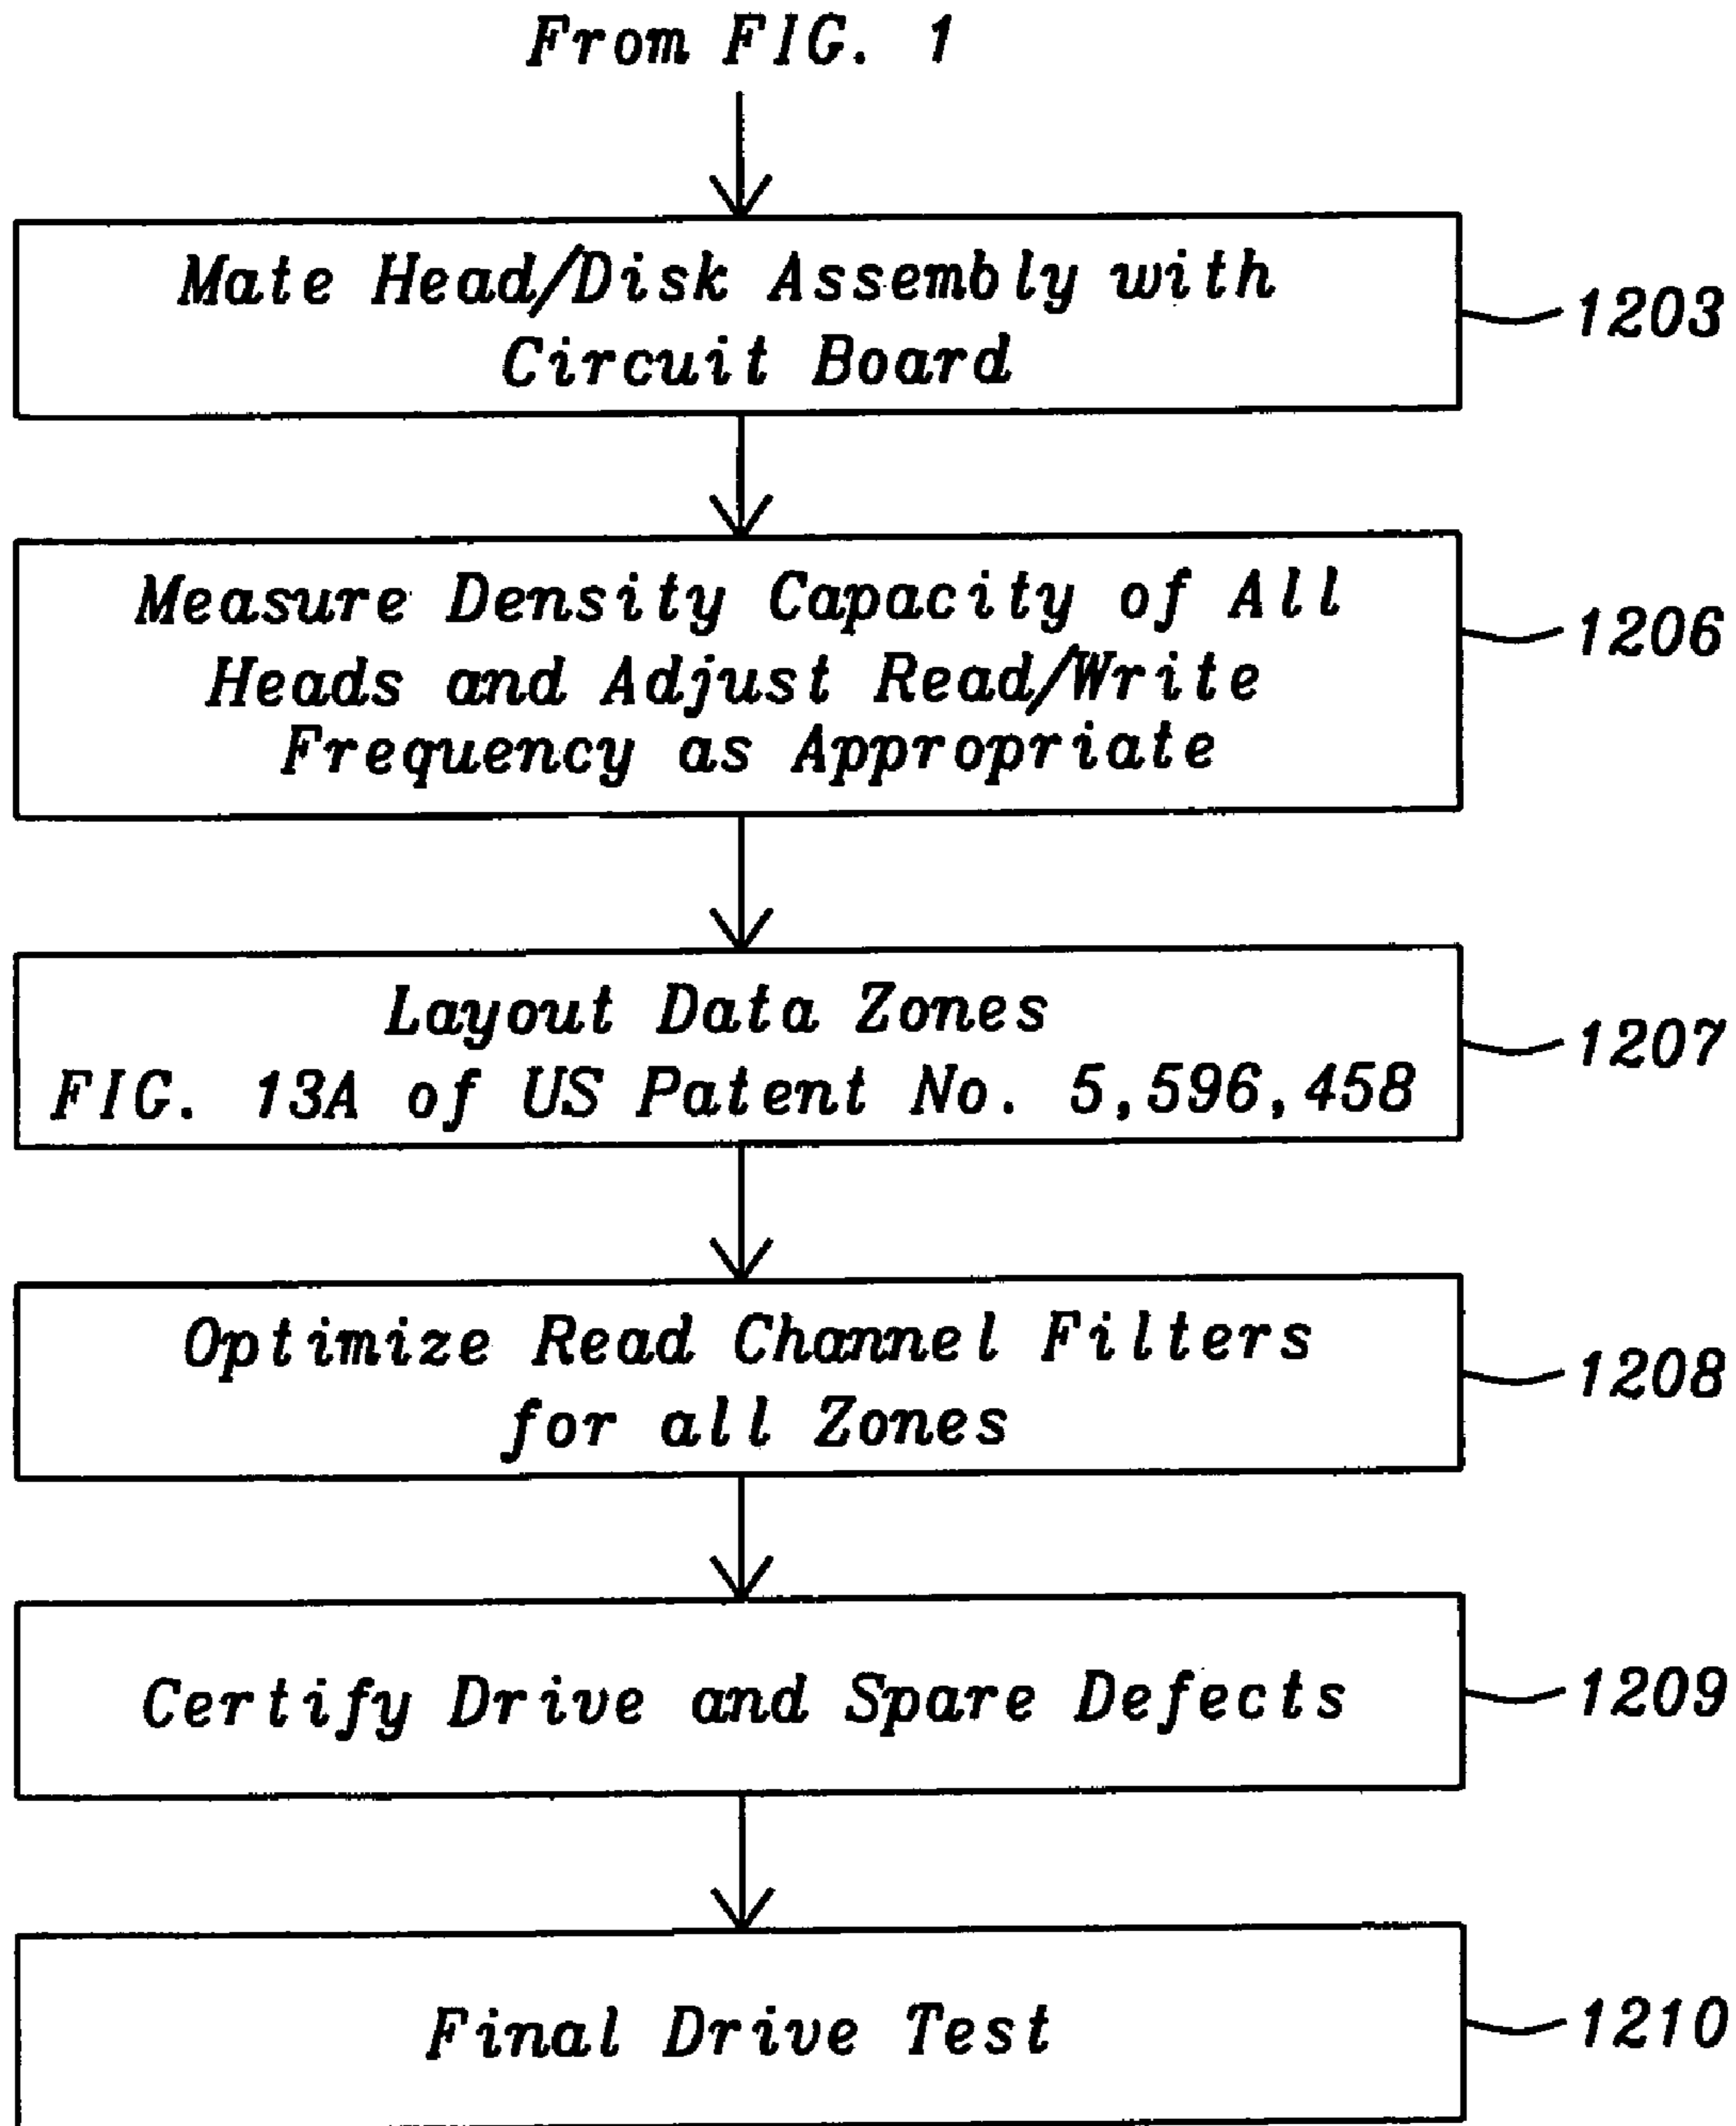 From FIG. 1
Mate Head/Disk Assembly with
Circuit Board
1203
Measure Density Capacity of All
Heads and Adjust Read/Write
Frequency as Appropriate
1206
Layout Data Zones
FIG. 13A of US Patent No. 5,596,458
1207
Optimize Read Channel Filters
for all Zones
1208
Certify Drive and Spare Defects
1209
Final Drive Test
1210